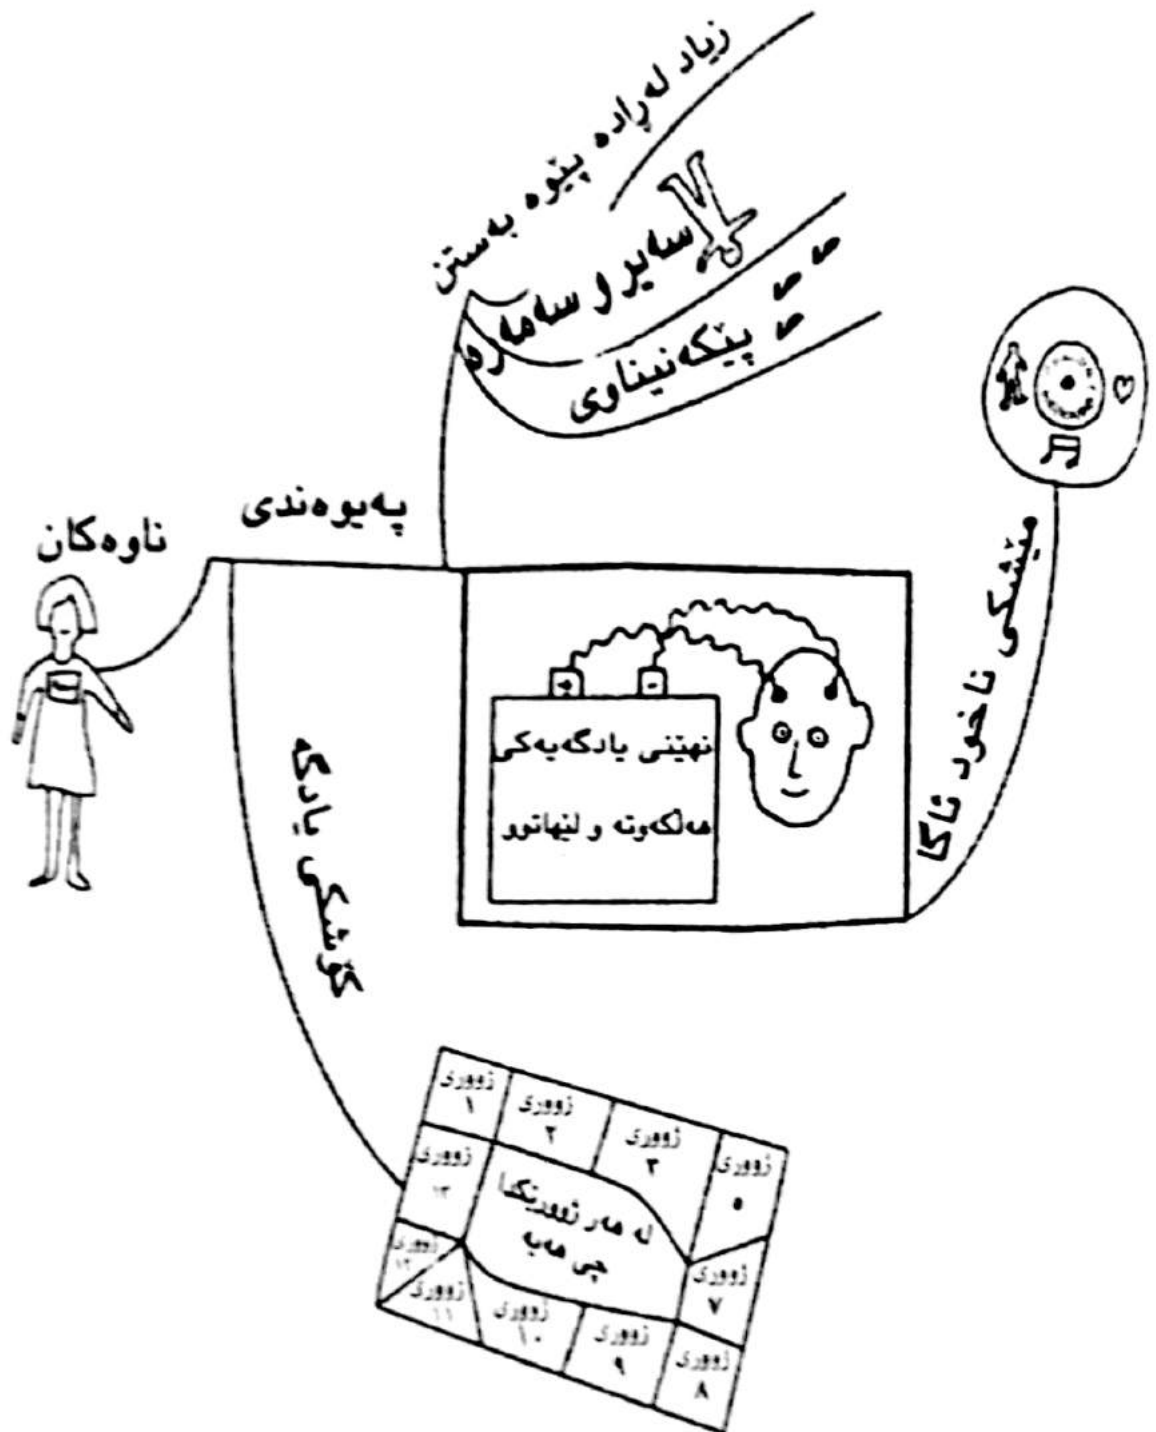 زیاد لەڕادە پێوە بەستن
سەیر و سەمەرە
پێکەنیناوی
پەیوەندی
ناوەکان
مێشکی ناخود ئاگا
نهێنی یادگەیەکی
هەڵکەوتە و لێهاتوو
+
-
کۆشکی یادگە
ژووری
١
ژووری
٢
ژووری
٣
ژووری
٥
ژووری
١٣
لە هەر ژوورێکدا
چی هەیە
ژووری
٧
ژووری
١٢
ژووری
١١
ژووری
١٠
ژووری
٩
ژووری
٨